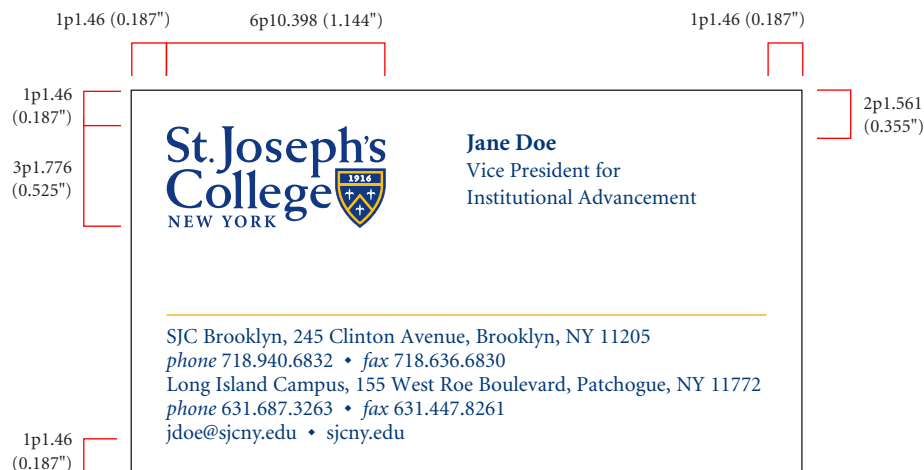 1p1.46 (0.187")
6p10.398 (1.144")
1p1.46 (0.187")
1p1.46
(0.187")
3p1.776
(0.525")
2p1.561
(0.355")
St. Joseph's
College
1916
NEW YORK
Jane Doe
Vice President for
Institutional Advancement
SJC Brooklyn, 245 Clinton Avenue, Brooklyn, NY 11205
phone 718.940.6832 ◆ fax 718.636.6830
Long Island Campus, 155 West Roe Boulevard, Patchogue, NY 11772
phone 631.687.3263 ◆ fax 631.447.8261
jdoe@sjcny.edu ◆ sjcny.edu
1p1.46
(0.187")